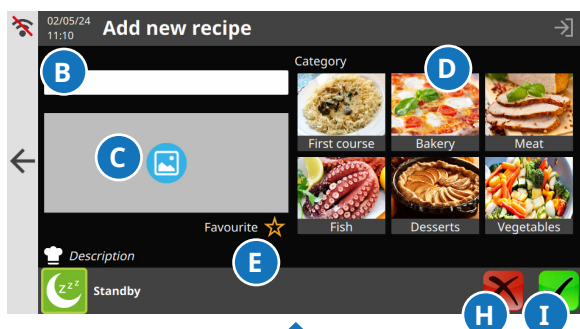 02/05/24
11:10
Add new recipe
B
Category
D
C
First course
Bakery
Meat
Favourite
Fish
Desserts
Vegetables
E
Description
zzz
Standby
H
I